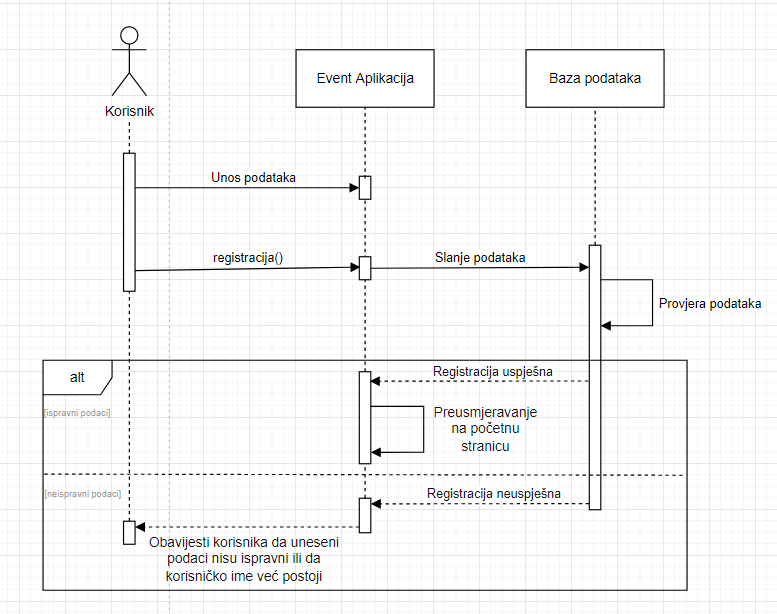 Korisnik
Event Aplikacija
Baza podataka
Unos podataka
registracija()
Slanje podataka
Provjera podataka
alt
Registracija uspješna
[ispravni podaci]
Preusmjeravanje
na početnu
stranicu
[neispravni podaci]
Registracija neuspješna
Obavijesti korisnika da uneseni
podaci nisu ispravni ili da
korisničko ime već postoji